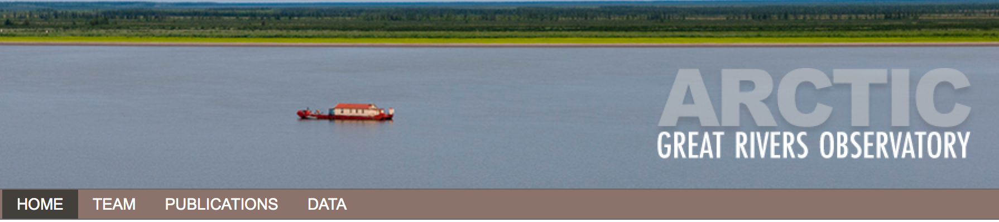 ARCTIC
GREAT RIVERS OBSERVATORY
HOME TEAM PUBLICATIONS DATA